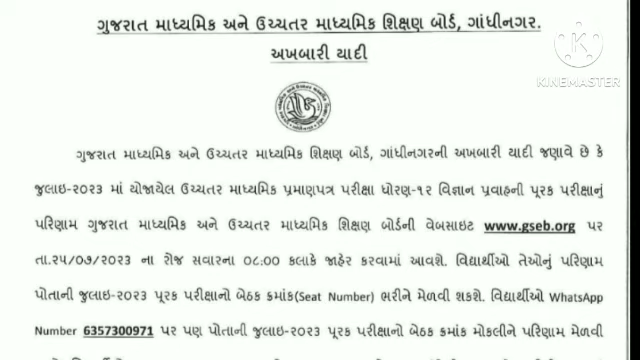 ગુજરાત માધ્યમિક અને ઉચ્ચતર માધ્યમિક શિક્ષણ બોર્ડ, ગાંધીનગર.
અખબારી યાદી
KINEMASTER
ગુજરાત માધ્યમિક અને ઉચ્ચતર માધ્યમિક શિક્ષણ બોર્ડ, ગાંધીનગરની અખબારી યાદી જણાવે છે કે
જુલાઇ-૨૦૨૩ માં યોજાયેલ ઉચ્ચતર માધ્યમિક પ્રમાણપત્ર પરીક્ષા ધોરણ-૧૨ વિજ્ઞાન પ્રવાહની પૂરક પરીક્ષાનું
પરિણામ ગુજરાત માધ્યમિક અને ઉચ્ચતર માધ્યમિક શિક્ષણ બોર્ડની વેબસાઇટ www.gseb.org પર
તા.૨૫/૦૭/૨૦૨૩ ના રોજ સવારના ૦૮:૦૦ કલાકે જાહેર કરવામાં આવશે. વિદ્યાર્થીઓ તેઓનું પરિણામ
પોતાની જુલાઇ-૨૦૨૩ પૂરક પરીક્ષાનો બેઠક ક્રમાંક(Seat Number) ભરીને મેળવી શકશે. વિદ્યાર્થીઓ WhatsApp
Number 6357300971 પર પણ પોતાની જુલાઇ-૨૦૨૩ પૂરક પરીક્ષાનો બેઠક ક્રમાંક મોકલીને પરિણામ મેળવી